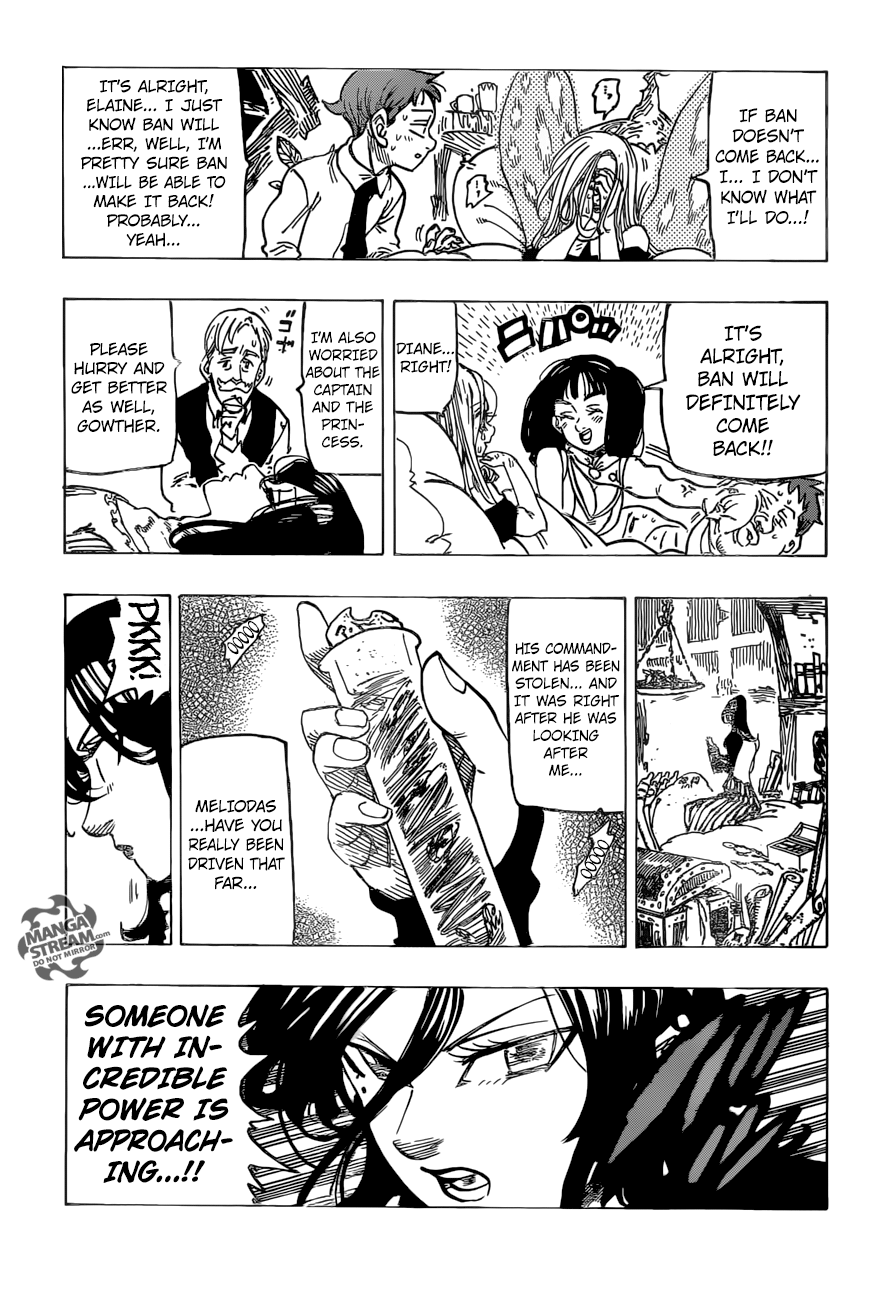 IF BAN
DOESN'T
COME BACK...
I... I DON'T
KNOW WHAT
I'LL DO...!
IT'S ALRIGHT,
ELAINE... I JUST
KNOW BAN WILL
...ERR, WELL, I'M
PRETTY SURE BAN
...WILL BE ABLE TO
MAKE IT BACK!
PROBABLY...
YEAH...
IT'S
ALRIGHT,
BAN WILL
DEFINITELY
COME
BACK!!
ニパッ
DIANE...
RIGHT!
I'M ALSO
WORRIED
ABOUT THE
CAPTAIN
AND THE
PRIN-
CESS.
PLEASE
HURRY AND
GET BETTER
AS WELL,
GOWTHER.
HIS COMMAND-
MENT HAS BEEN
STOLEN... AND
IT WAS RIGHT
AFTER HE WAS
LOOKING
AFTER
ME...
MELIODAS
...HAVE YOU
REALLY BEEN
DRIVEN THAT
FAR...
PKKK!
MANGA
STREAM.com
DO NOT MIRROR
SOMEONE
WITH IN-
CREDIBLE
POWER IS
APPROACH-
ING...!!